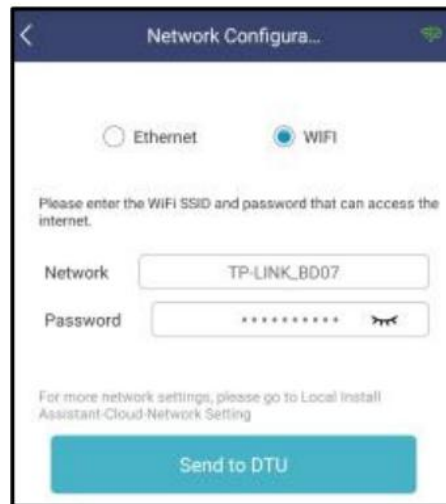 Network Configura...
Ethernet WIFI
Please enter the WiFi SSID and password that can access the
internet.
Network TP-LINK_BD07
Password **********
For more network settings, please go to Local Install
Assistant-Cloud-Network Setting
Send to DTU